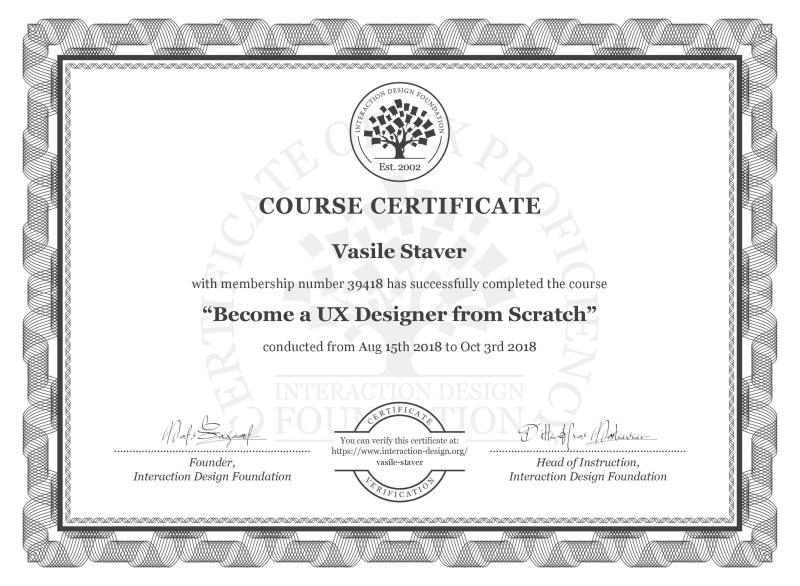 INTERACTION DESIGN FOUNDATION
Est. 2002
CERTIFICATE OF UX PROFICIENCY
COURSE CERTIFICATE
Vasile Staver
with membership number 39418 has successfully completed the course
“Become a UX Designer from Scratch”
conducted from Aug 15th 2018 to Oct 3rd 2018
INTERACTION DESIGN
FOUNDATION
CERTIFICATE
You can verify this certificate at:
https://www.interaction-design.org/
vasile-staver
VERIFICATION
Founder,
Interaction Design Foundation
Head of Instruction,
Interaction Design Foundation